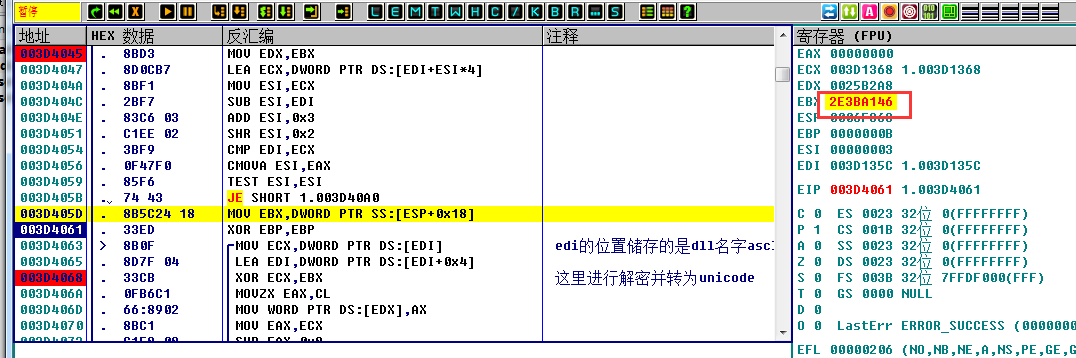 暂停
L E M T W H C / K B R ... S
地址 HEX 数据 反汇编 注释 寄存器 (FPU)
003D4045 . 8BD3 MOV EDX,EBX EAX 00000000
003D4047 . 8D0CB7 LEA ECX,DWORD PTR DS:[EDI+ESI*4] ECX 003D1368 1.003D1368
003D404A . 8BF1 MOV ESI,ECX EDX 0025B2A8
003D404C . 2BF7 SUB ESI,EDI EBX 2E3BA146
003D404E . 83C6 03 ADD ESI,0x3 ESP 0006F868
003D4051 . C1EE 02 SHR ESI,0x2 EBP 0000000B
003D4054 . 3BF9 CMP EDI,ECX ESI 00000003
003D4056 . 0F47F0 CMOVA ESI,EAX EDI 003D135C 1.003D135C
003D4059 . 85F6 TEST ESI,ESI
003D405B . 74 43 JE SHORT 1.003D40A0 EIP 003D4061 1.003D4061
003D405D . 8B5C24 18 MOV EBX,DWORD PTR SS:[ESP+0x18] C 0 ES 0023 32位 0(FFFFFFFF)
003D4061 . 33ED XOR EBP,EBP P 1 CS 001B 32位 0(FFFFFFFF)
003D4063 > 8B0F MOV ECX,DWORD PTR DS:[EDI] edi的位置储存的是dll名字asc A 0 SS 0023 32位 0(FFFFFFFF)
003D4065 . 8D7F 04 LEA EDI,DWORD PTR DS:[EDI+0x4] Z 0 DS 0023 32位 0(FFFFFFFF)
003D4068 . 33CB XOR ECX,EBX 这里进行解密并转为unicode S 0 FS 003B 32位 7FFDF000(FFF)
003D406A . 0FB6C1 MOVZX EAX,CL T 0 GS 0000 NULL
003D406D . 66:8902 MOV WORD PTR DS:[EDX],AX D 0
003D4070 . 8BC1 MOV EAX,ECX O 0 LastErr ERROR_SUCCESS (0000000
EFL 00000206 (NO,NB,NE,A,NS,PE,GE,G